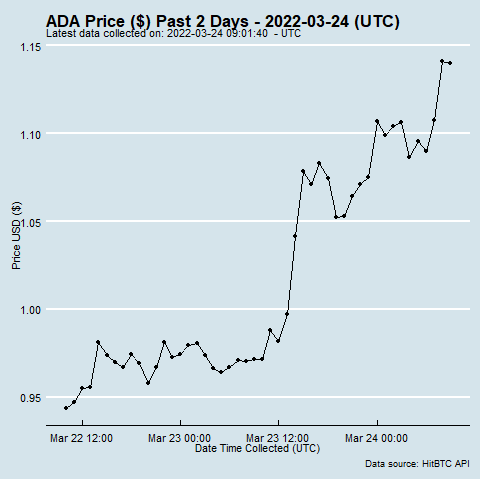 ADA Price ($) Past 2 Days - 2022-03-24 (UTC)
Latest data collected on: 2022-03-24 09:01:40 - UTC
1.15
1.10
1.05
1.00
0.95
Price USD ($)
Mar 22 12:00
Mar 23 00:00
Mar 23 12:00
Mar 24 00:00
Date Time Collected (UTC)
Data source: HitBTC API